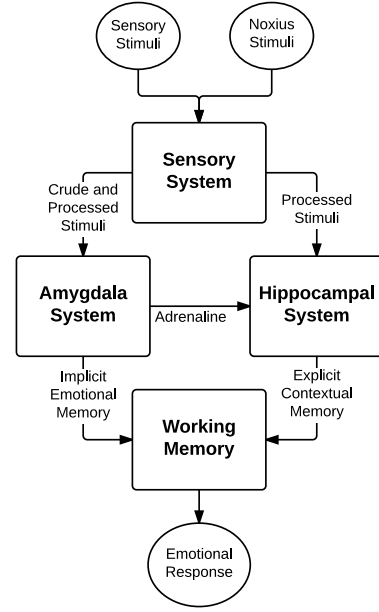 Sensory
Stimuli
Noxius
Stimuli
Sensory
System
Crude and
Processed
Stimuli
Processed
Stimuli
Amygdala
System
Adrenaline
Hippocampal
System
Implicit
Emotional
Memory
Explicit
Contextual
Memory
Working
Memory
Emotional
Response